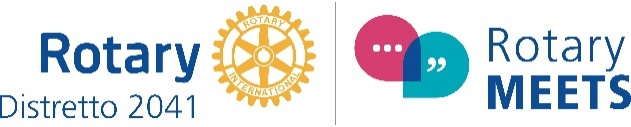 Rotary
Distretto 2041
ROTARY
INTERNATIONAL
Rotary
MEETS